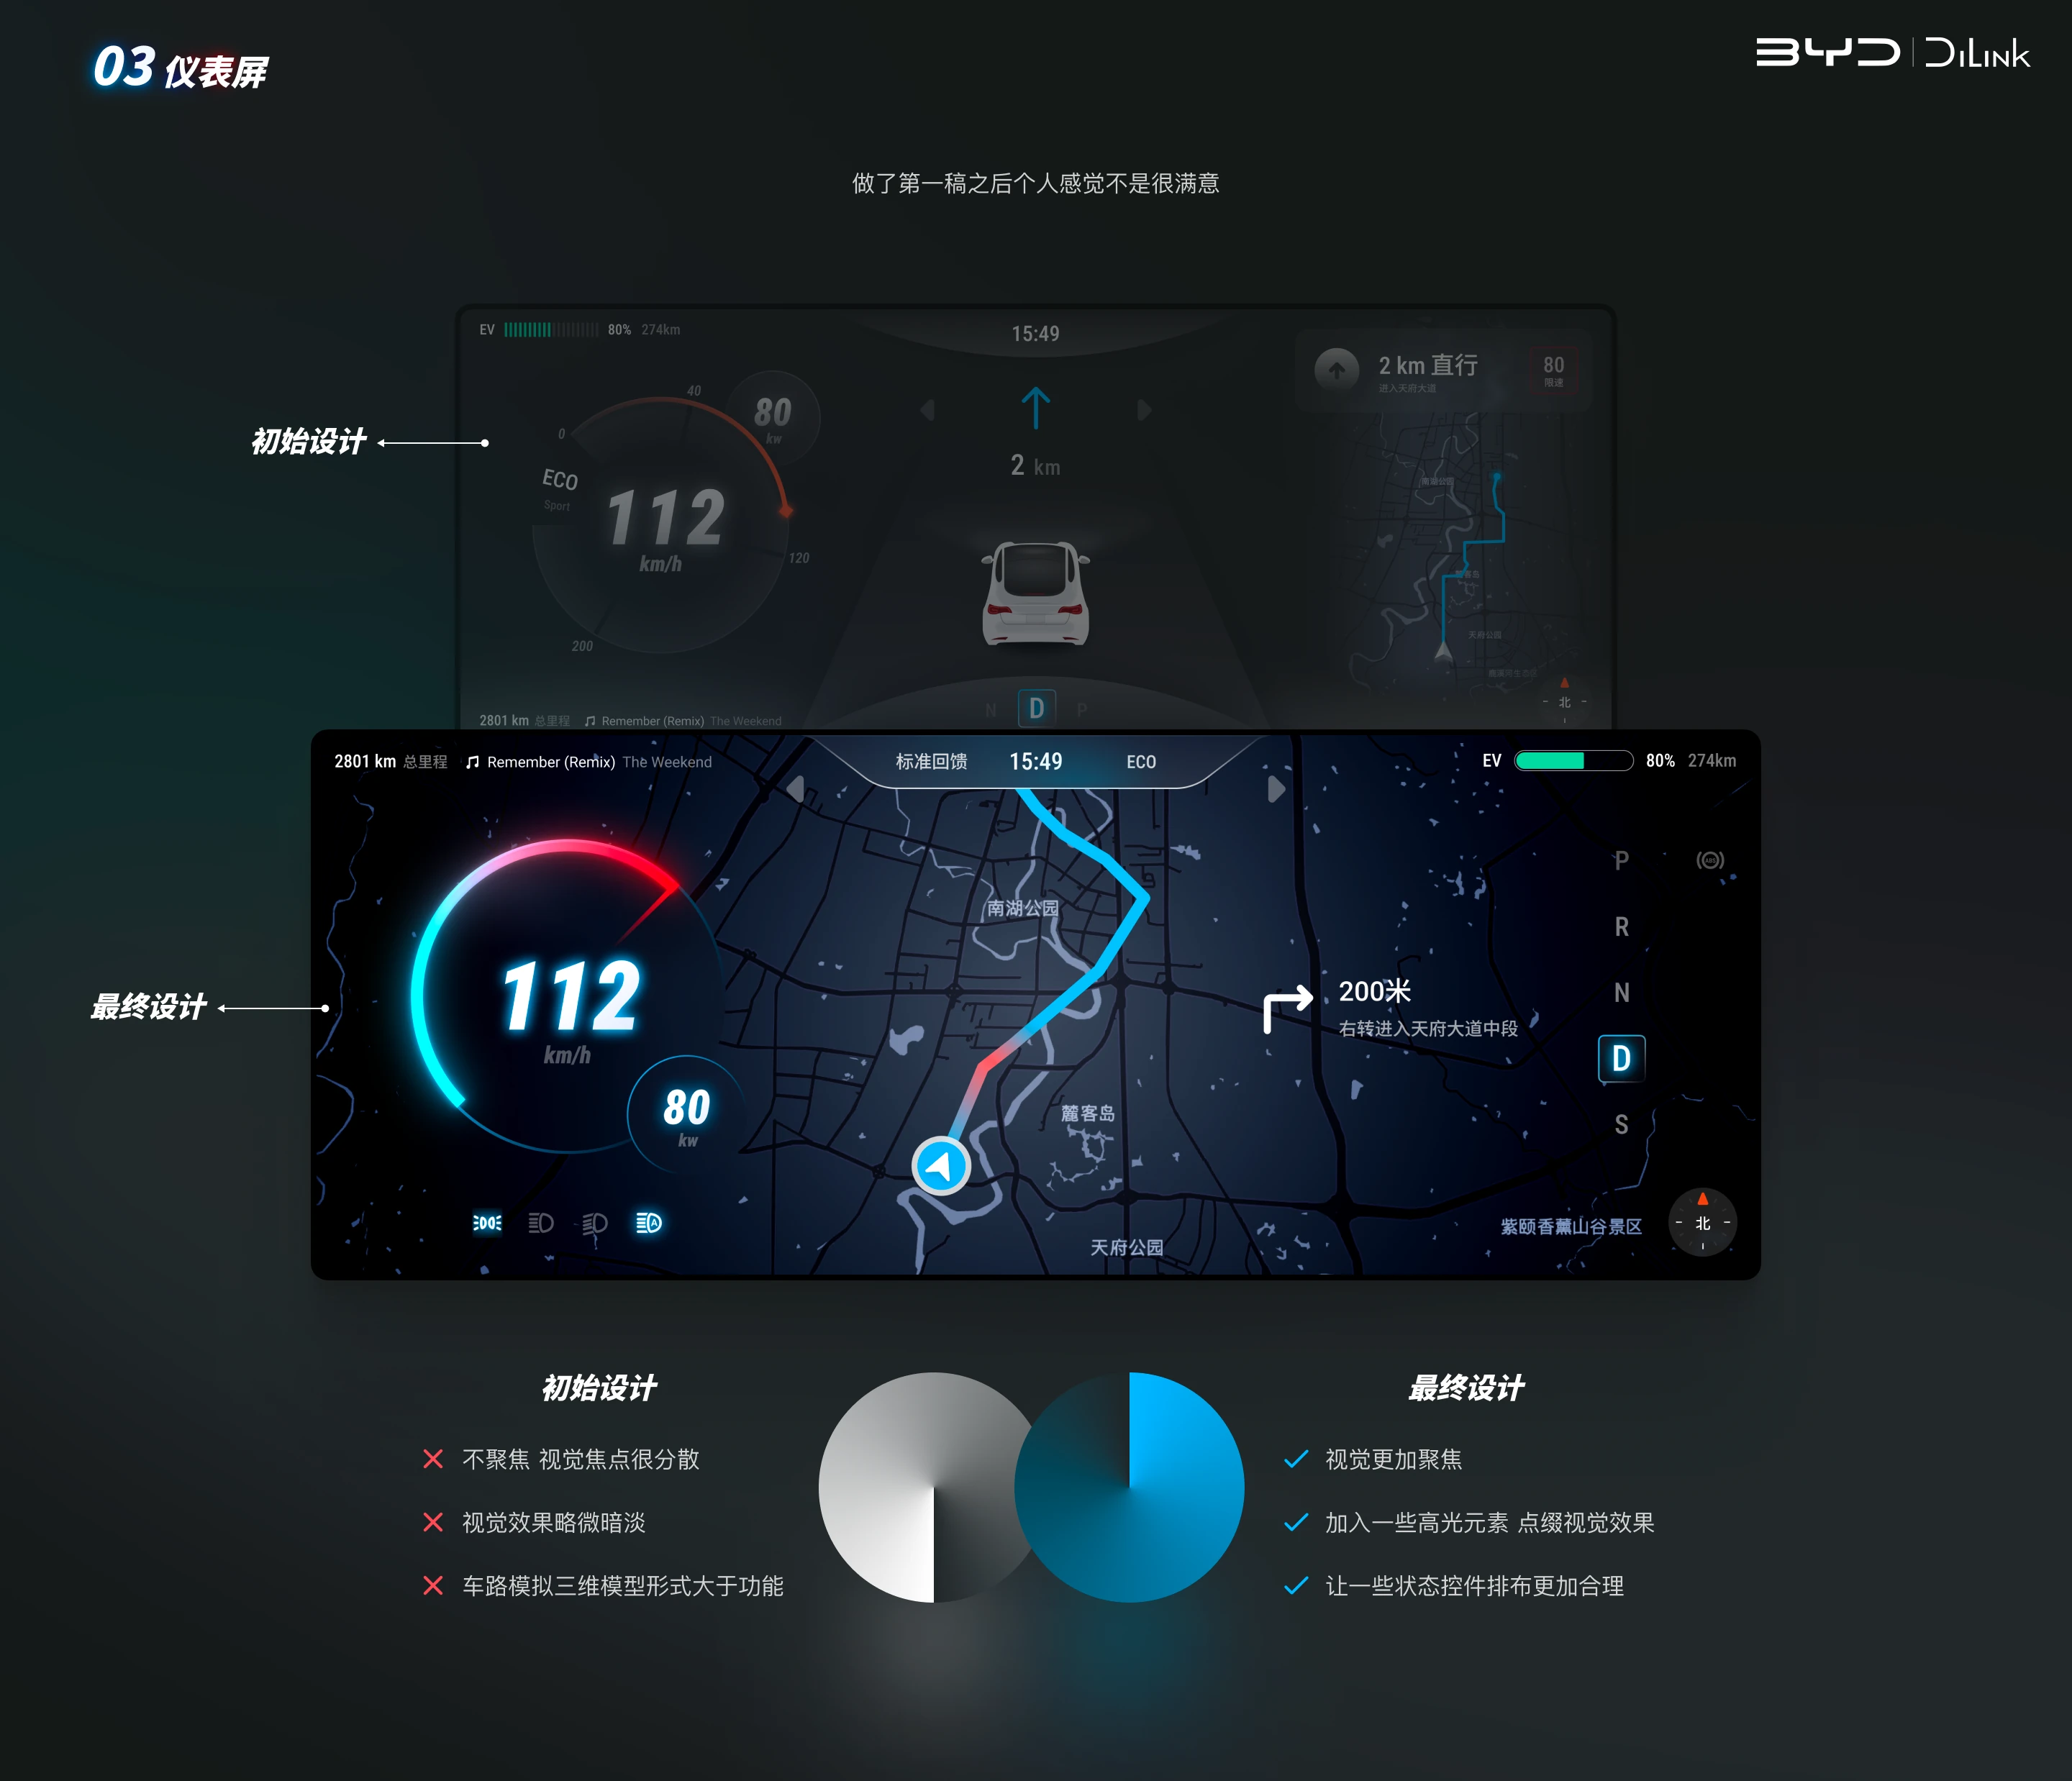 03 仪表屏
BYD | DiLink
做了第一稿之后个人感觉不是很满意
初始设计
EV 80% 274km
15:49
2 km 直行
进入天府大道
80
限速
0
40
120
200
80
kw
ECO
Sport
112
km/h
2 km
南湖公园
麓客岛
天府公园
北
N D P
2801 km 总里程 Remember (Remix) The Weekend
最终设计
2801 km 总里程 Remember (Remix) The Weekend
标准回馈 15:49 ECO
EV 80% 274km
112
km/h
80
kw
南湖公园
麓客岛
天府公园
紫颐香薰山谷景区
200米
右转进入天府大道中段
P
R
N
D
S
ABS
A
北
初始设计
不聚焦 视觉焦点很分散
视觉效果略微暗淡
车路模拟三维模型形式大于功能
最终设计
视觉更加聚焦
加入一些高光元素 点缀视觉效果
让一些状态控件排布更加合理